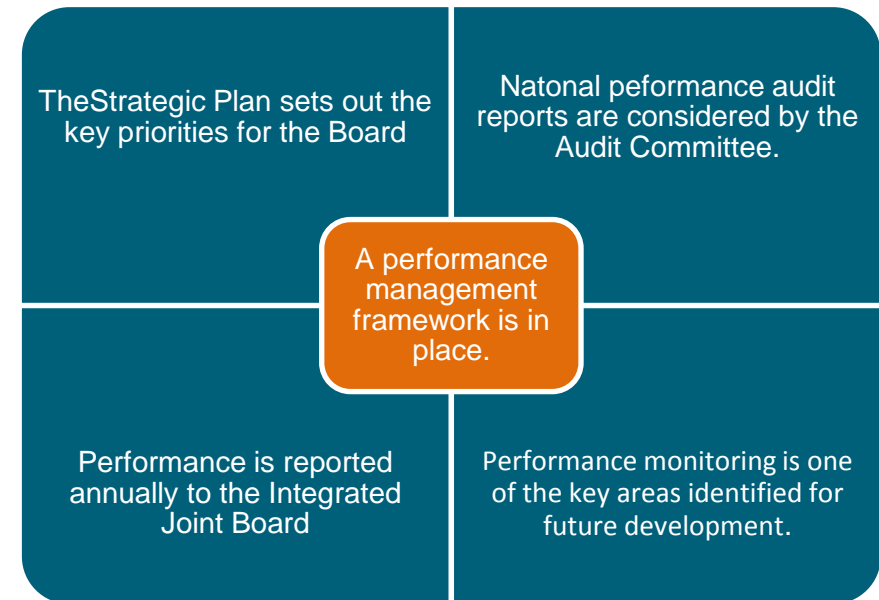 TheStrategic Plan sets out the
key priorities for the Board
Natonal peformance audit
reports are considered by the
Audit Committee.
A performance
management
framework is in
place.
Performance is reported
annually to the Integrated
Joint Board
Performance monitoring is one
of the key areas identified for
future development.